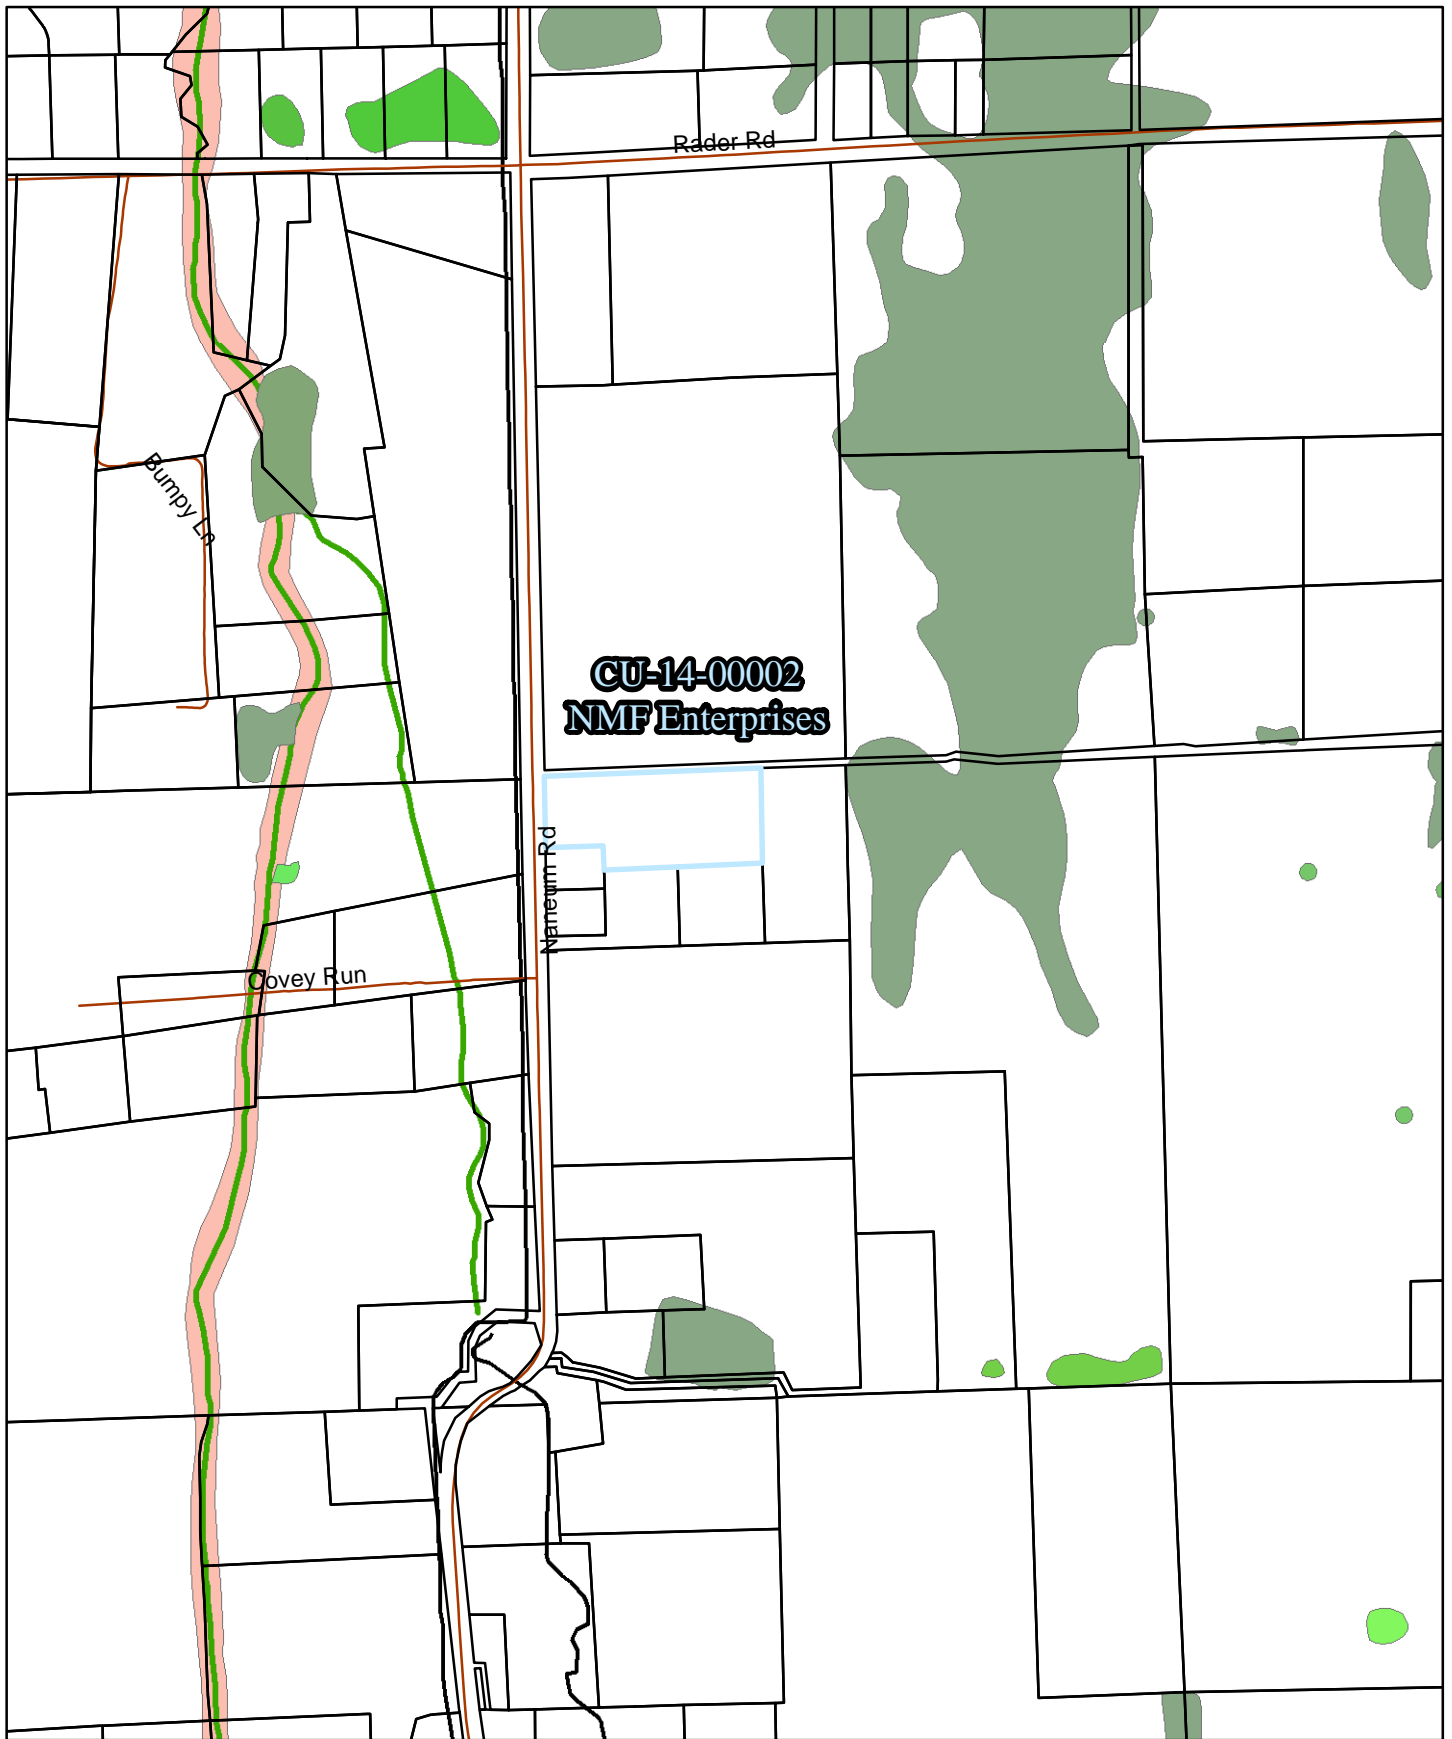 Rader Rd
Bumpy Ln
CU-14-00002
NMF Enterprises
Naneum Rd
Covey Run